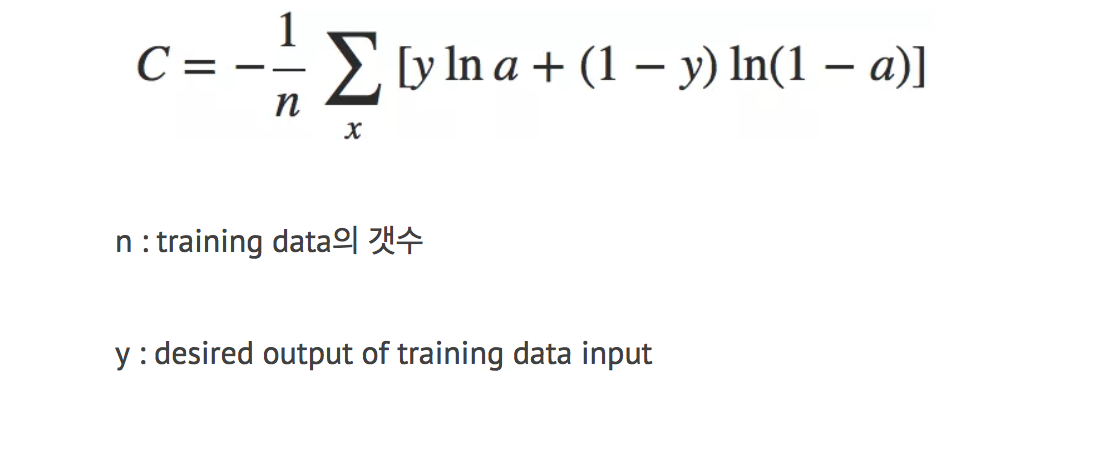 C = -\frac{1}{n} \sum_{x} [y \ln a + (1 - y) \ln(1 - a)]
n : training data의 갯수
y : desired output of training data input